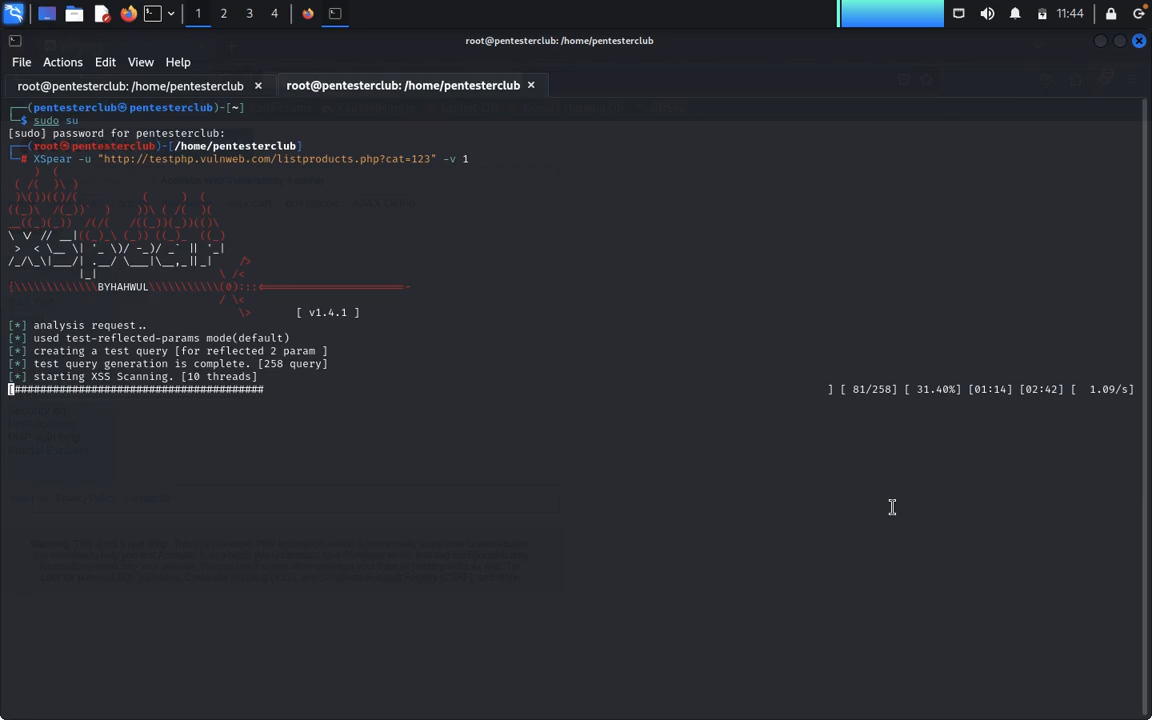 1 2 3 4 11:44
root@pentesterclub: /home/pentesterclub
File Actions Edit View Help
root@pentesterclub: /home/pentesterclub × root@pentesterclub: /home/pentesterclub ×
┌──(pentesterclub㉿pentesterclub)-[~]
└─$ sudo su
[sudo] password for pentesterclub:
┌──(root㉿pentesterclub)-[/home/pentesterclub]
└─# XSpear -u "http://testphp.vulnweb.com/listproducts.php?cat=123" -v 1
BYHAHWUL
[ v1.4.1 ]
[*] analysis request..
[*] used test-reflected-params mode(default)
[*] creating a test query [for reflected 2 param ]
[*] test query generation is complete. [258 query]
[*] starting XSS Scanning. [10 threads]
[####################################### ] [ 81/258] [ 31.40%] [01:14] [02:42] [ 1.09/s]